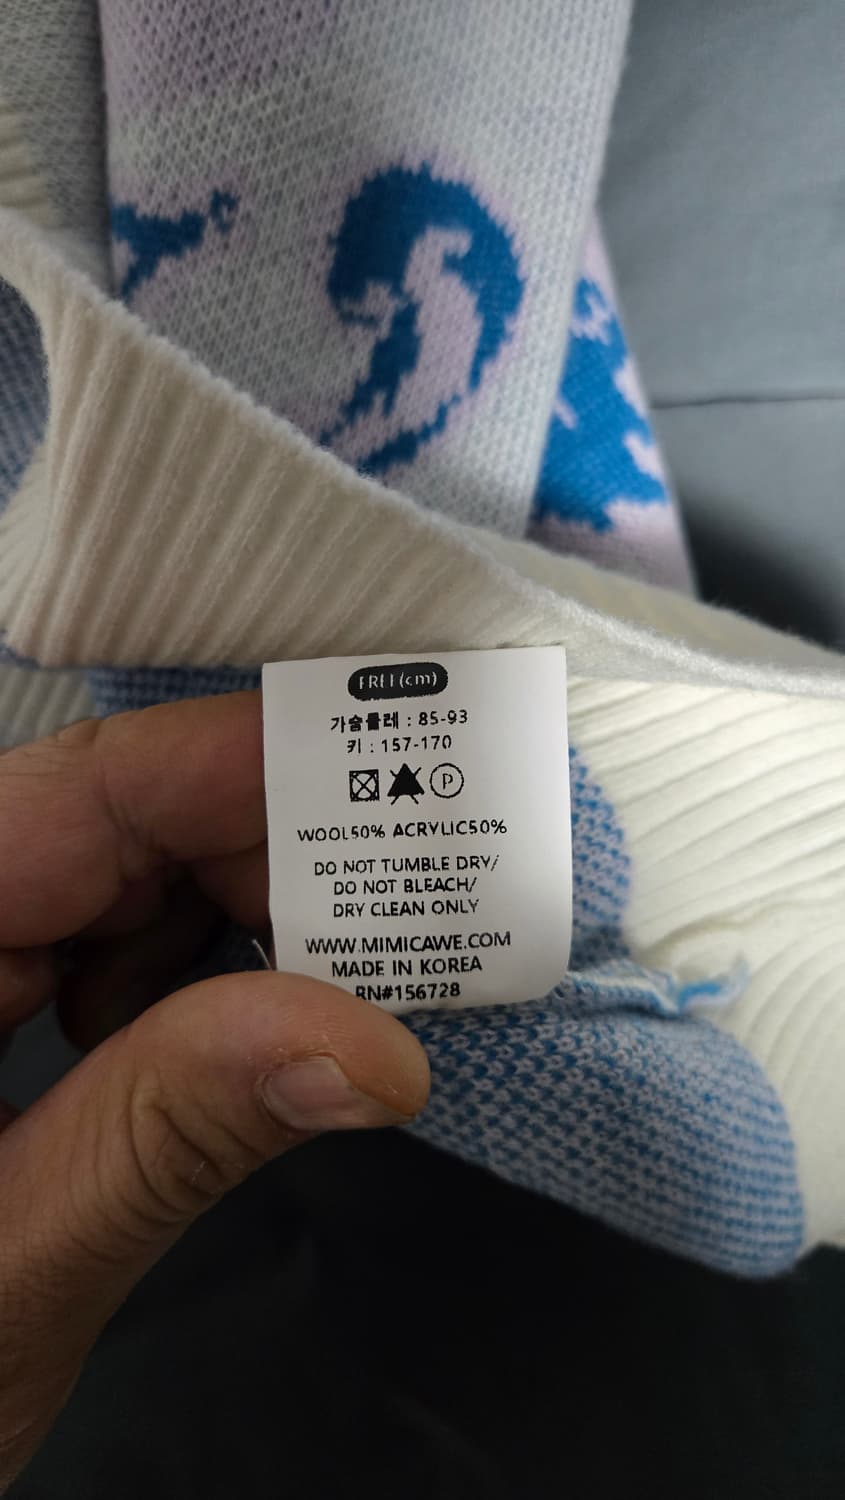 FREE(cm)
가슴둘레 : 85-93
키 : 157-170
P
WOOL50% ACRYLIC50%
DO NOT TUMBLE DRY/
DO NOT BLEACH/
DRY CLEAN ONLY
WWW.MIMICAWE.COM
MADE IN KOREA
RN#156728